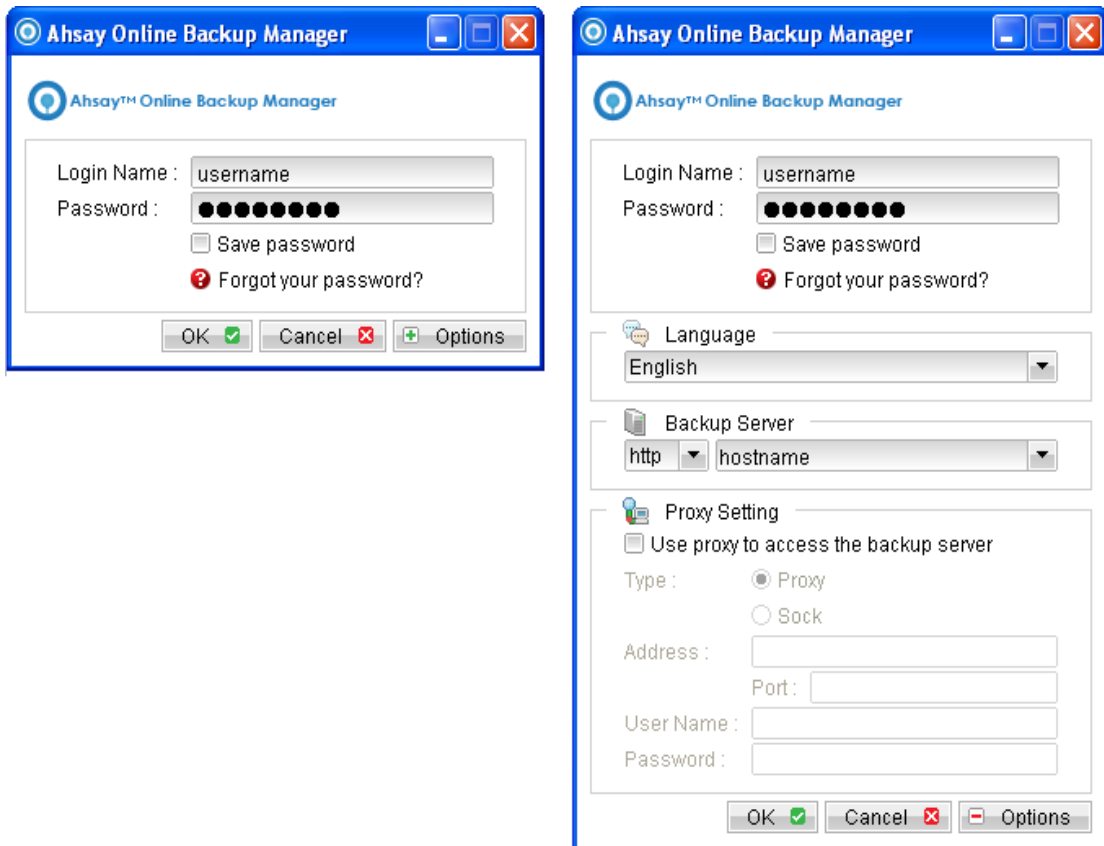 Ahsay Online Backup Manager
Ahsay™ Online Backup Manager
Login Name : username
Password : ●●●●●●●●
Save password
Forgot your password?
OK Cancel Options
Ahsay Online Backup Manager
Ahsay™ Online Backup Manager
Login Name : username
Password : ●●●●●●●●
Save password
Forgot your password?
Language
English
Backup Server
http hostname
Proxy Setting
Use proxy to access the backup server
Type : Proxy
Sock
Address :
Port :
User Name :
Password :
OK Cancel Options